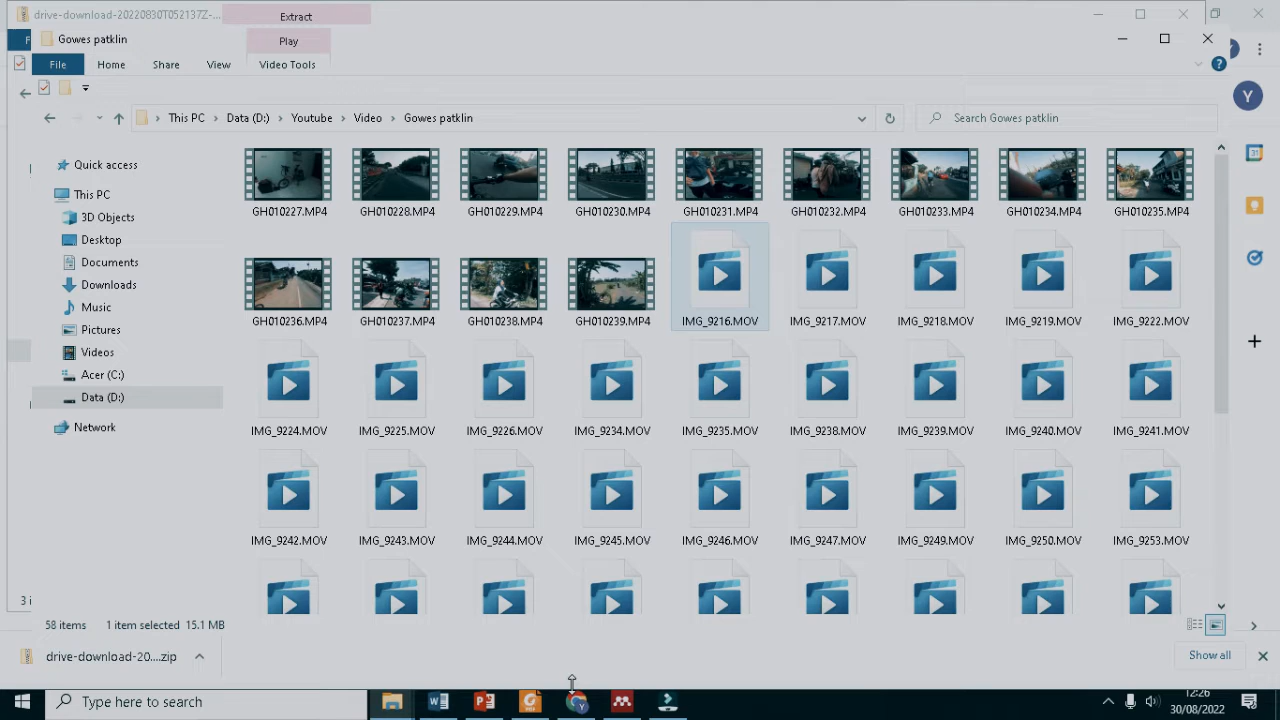 drive-download-20220830T052137Z-...
Extract
Gowes patklin
Play
File
Home
Share
View
Video Tools
This PC
Data (D:)
Youtube
Video
Gowes patklin
Search Gowes patklin
Y
Quick access
This PC
3D Objects
Desktop
Documents
Downloads
Music
Pictures
Videos
Acer (C:)
Data (D:)
Network
GH010227.MP4
GH010228.MP4
GH010229.MP4
GH010230.MP4
GH010231.MP4
GH010232.MP4
GH010233.MP4
GH010234.MP4
GH010235.MP4
GH010236.MP4
GH010237.MP4
GH010238.MP4
GH010239.MP4
IMG_9216.MOV
IMG_9217.MOV
IMG_9218.MOV
IMG_9219.MOV
IMG_9222.MOV
IMG_9224.MOV
IMG_9225.MOV
IMG_9226.MOV
IMG_9234.MOV
IMG_9235.MOV
IMG_9238.MOV
IMG_9239.MOV
IMG_9240.MOV
IMG_9241.MOV
IMG_9242.MOV
IMG_9243.MOV
IMG_9244.MOV
IMG_9245.MOV
IMG_9246.MOV
IMG_9247.MOV
IMG_9249.MOV
IMG_9250.MOV
IMG_9253.MOV
58 items
1 item selected 15.1 MB
drive-download-20....zip
Show all
Type here to search
12:26
30/08/2022